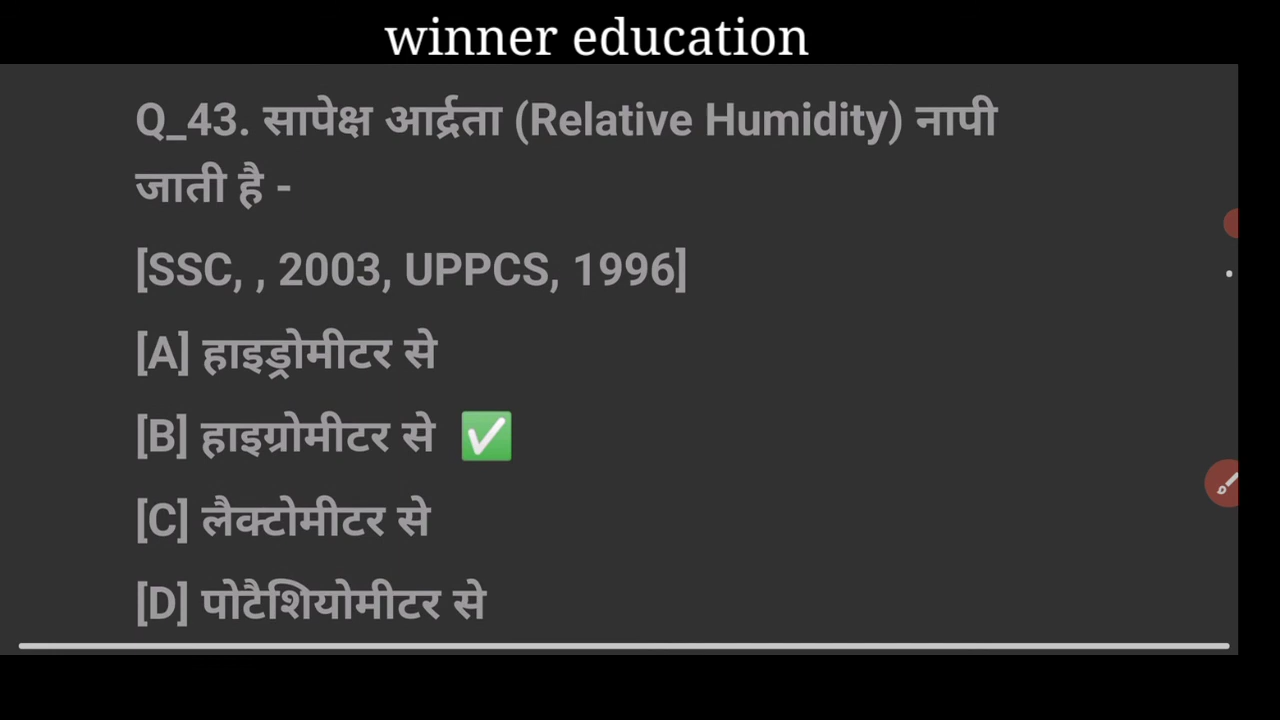 winner education
Q_43. सापेक्ष आर्द्रता (Relative Humidity) नापी
जाती है -
[SSC, , 2003, UPPCS, 1996]
[A] हाइड्रोमीटर से
[B] हाइग्रोमीटर से ✅
[C] लैक्टोमीटर से
[D] पोटैशियोमीटर से